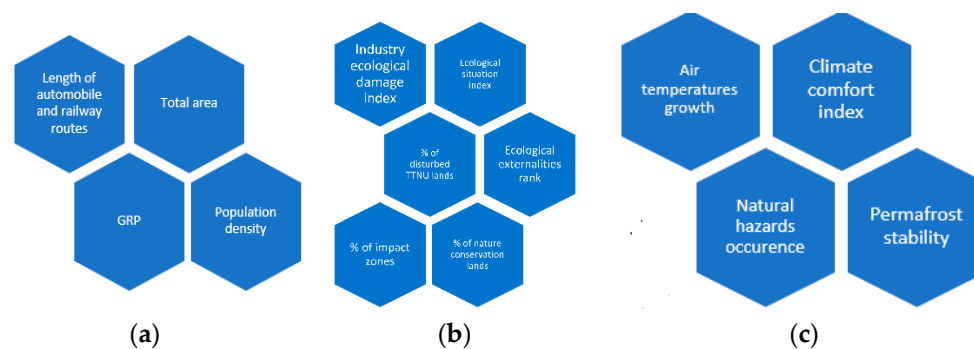 Length of
automobile
and railway
routes
Total area
GRP
Population
density
(a)
Industry
ecological
damage
index
Ecological
situation
index
% of
disturbed
TTNU lands
Ecological
externalities
rank
% of impact
zones
% of nature
conservation
lands
(b)
Air
temperatures
growth
Climate
comfort
index
Natural
hazards
occurence
Permafrost
stability
(c)